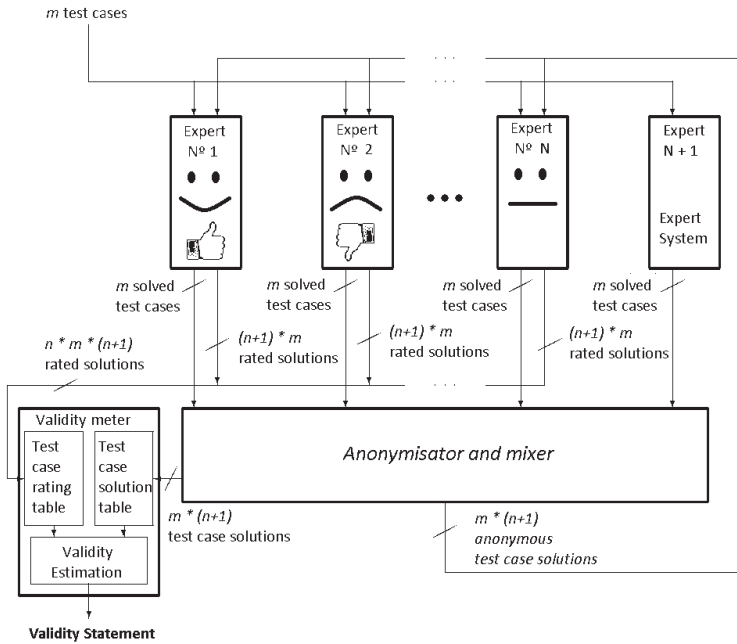 m test cases
Expert
Nº 1
Expert
Nº 2
Expert
Nº N
Expert
N + 1
Expert
System
m solved
test cases
m solved
test cases
m solved
test cases
m solved
test cases
n * m * (n+1)
rated solutions
(n+1) * m
rated solutions
(n+1) * m
rated solutions
(n+1) * m
rated solutions
Validity meter
Test
case
rating
table
Test
case
solution
table
Validity
Estimation
Anonymisator and mixer
m * (n+1)
test case solutions
m * (n+1)
anonymous
test case solutions
Validity Statement